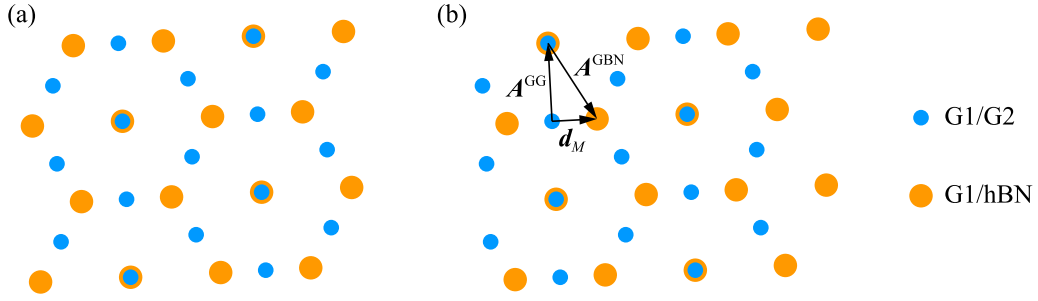 (a)
(b)
A^GG
A^GBN
d_M
G1/G2
G1/hBN